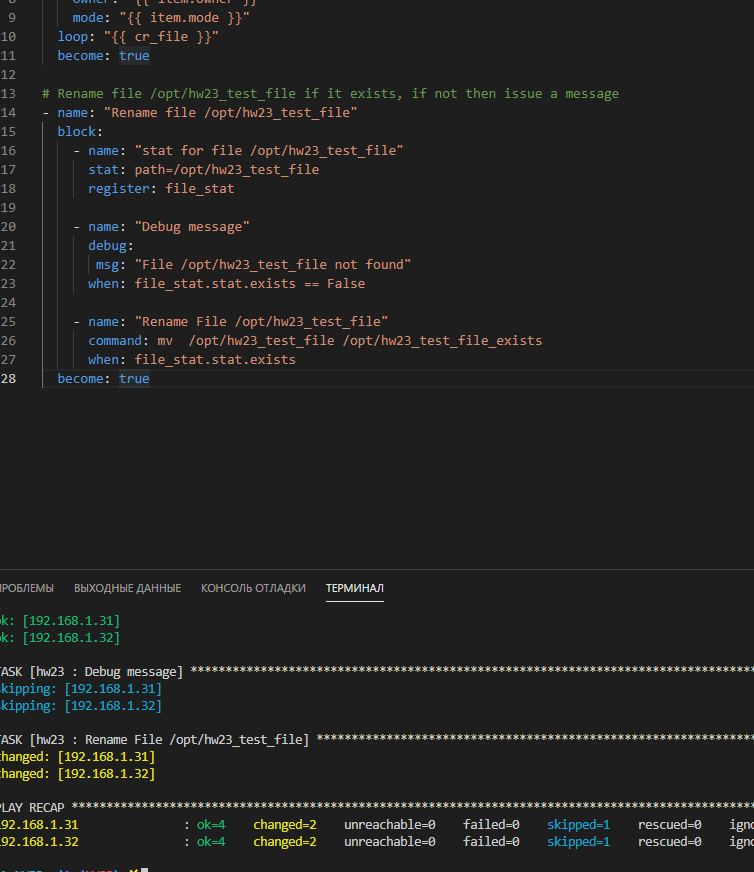 8 owner: "{{ item.owner }}"
9 mode: "{{ item.mode }}"
10 loop: "{{ cr_file }}"
11 become: true
12
13 # Rename file /opt/hw23_test_file if it exists, if not then issue a message
14 - name: "Rename file /opt/hw23_test_file"
15 block:
16 - name: "stat for file /opt/hw23_test_file"
17 stat: path=/opt/hw23_test_file
18 register: file_stat
19
20 - name: "Debug message"
21 debug:
22 msg: "File /opt/hw23_test_file not found"
23 when: file_stat.stat.exists == False
24
25 - name: "Rename File /opt/hw23_test_file"
26 command: mv  /opt/hw23_test_file /opt/hw23_test_file_exists
27 when: file_stat.stat.exists
28 become: true
ПРОБЛЕМЫ ВЫХОДНЫЕ ДАННЫЕ КОНСОЛЬ ОТЛАДКИ ТЕРМИНАЛ
ok: [192.168.1.31]
ok: [192.168.1.32]
TASK [hw23 : Debug message] ********************************************************************************
skipping: [192.168.1.31]
skipping: [192.168.1.32]
TASK [hw23 : Rename File /opt/hw23_test_file] **************************************************************
changed: [192.168.1.31]
changed: [192.168.1.32]
PLAY RECAP *************************************************************************************************
192.168.1.31 : ok=4 changed=2 unreachable=0 failed=0 skipped=1 rescued=0 igno
192.168.1.32 : ok=4 changed=2 unreachable=0 failed=0 skipped=1 rescued=0 igno